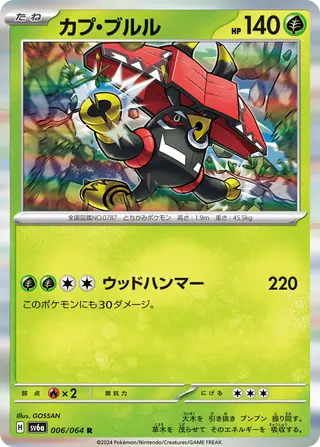 たね
カプ・ブルル
HP 140
全国図鑑NO.0787 とちがみポケモン 高さ：1.9m 重さ：45.5kg
ウッドハンマー 220
このポケモンにも30ダメージ。
弱点 ×2 抵抗力 にげる
Illus. GOSSAN
H sv6a 006/064 R
大木を 引き抜き ブンブン 振り回す。
草木を 茂らせて そのエネルギーを 吸収する。
©2024 Pokémon/Nintendo/Creatures/GAME FREAK.